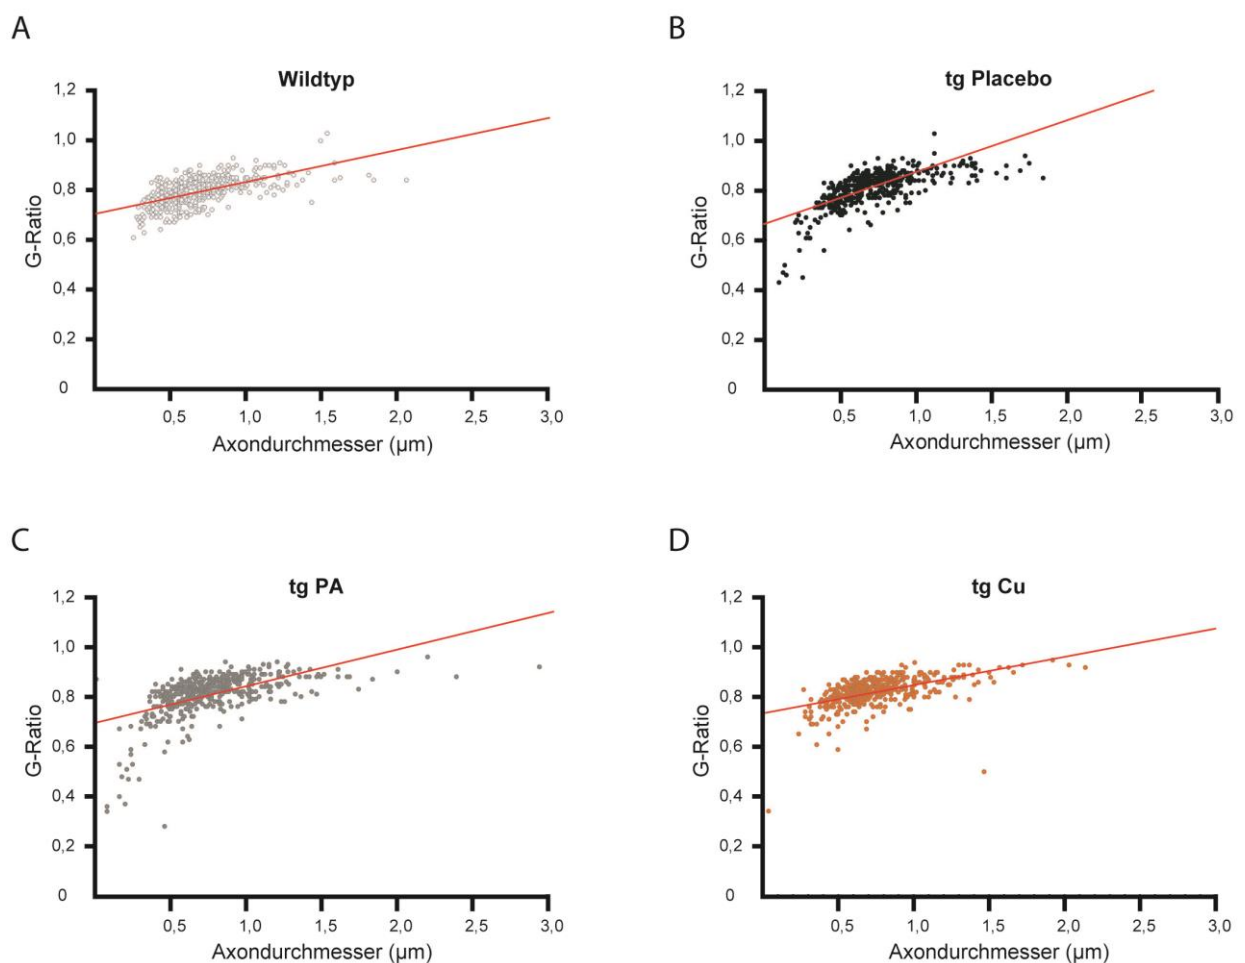 A
Wildtyp
1,2
1,0
0,8
0,6
0,4
0,2
0
G-Ratio
0,5 1,0 1,5 2,0 2,5 3,0
Axondurchmesser (µm)
B
tg Placebo
1,2
1,0
0,8
0,6
0,4
0,2
0
G-Ratio
0,5 1,0 1,5 2,0 2,5 3,0
Axondurchmesser (µm)
C
tg PA
1,2
1,0
0,8
0,6
0,4
0,2
0
G-Ratio
0,5 1,0 1,5 2,0 2,5 3,0
Axondurchmesser (µm)
D
tg Cu
1,2
1,0
0,8
0,6
0,4
0,2
0
G-Ratio
0,5 1,0 1,5 2,0 2,5 3,0
Axondurchmesser (µm)